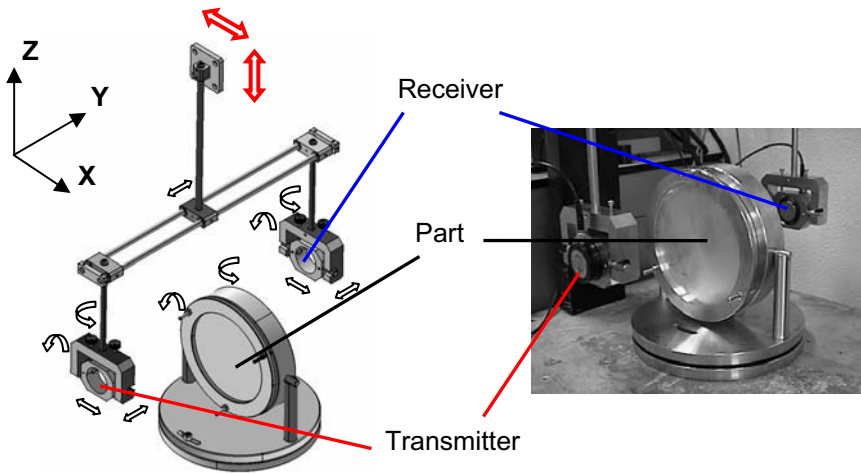 Z
Y
X
Receiver
Part
Transmitter